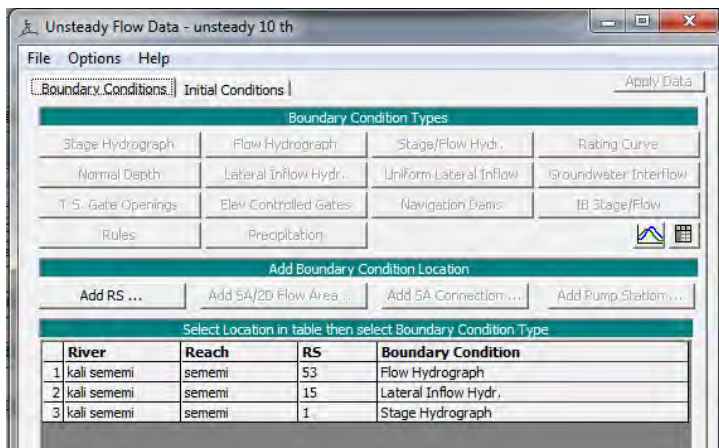 Unsteady Flow Data - unsteady 10 th
File Options Help
Boundary Conditions Initial Conditions Apply Data
Boundary Condition Types
Stage Hydrograph Flow Hydrograph Stage/Flow Hydr. Rating Curve
Normal Depth Lateral Inflow Hydr. Uniform Lateral Inflow Groundwater Interflow
T.S. Gate Openings Elev Controlled Gates Navigation Dams IB Stage/Flow
Rules Precipitation
Add Boundary Condition Location
Add RS ... Add SA/2D Flow Area ... Add SA Connection ... Add Pump Station ...
Select Location in table then select Boundary Condition Type
River Reach RS Boundary Condition
1 kali sememi sememi 53 Flow Hydrograph
2 kali sememi sememi 15 Lateral Inflow Hydr.
3 kali sememi sememi 1 Stage Hydrograph